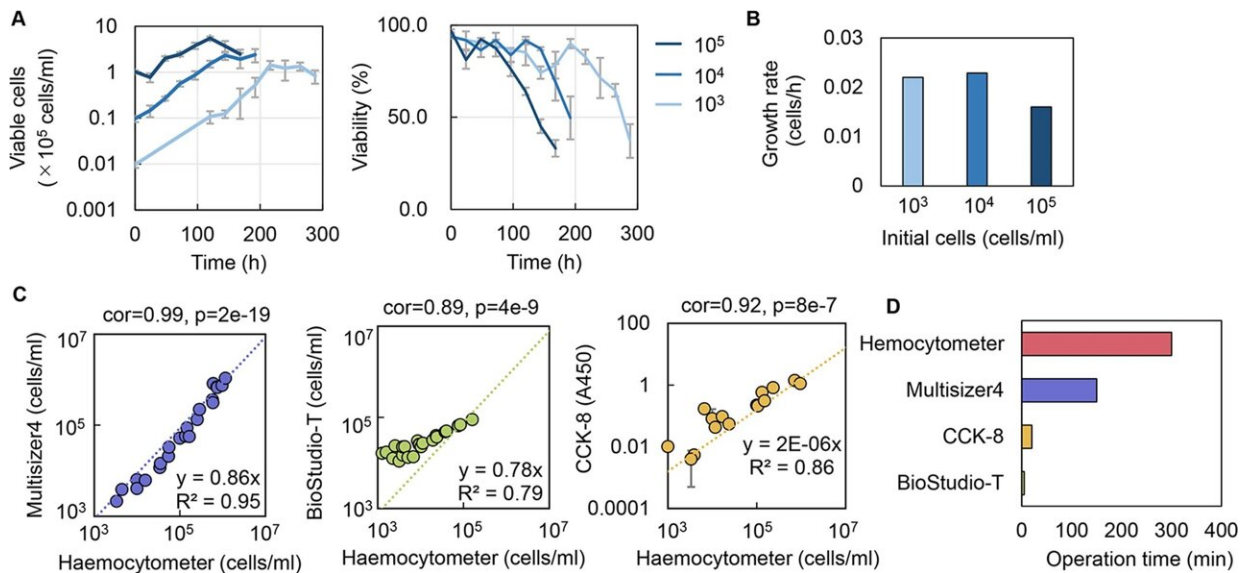 A
Viable cells
(×10⁵ cells/ml)
10
1
0.1
0.01
0.001
0
100
200
300
Time (h)
Viability (%)
100.0
50.0
0.0
0
100
200
300
Time (h)
10⁵
10⁴
10³
B
Growth rate
(cells/h)
0.03
0.02
0.01
0
10³
10⁴
10⁵
Initial cells (cells/ml)
C
cor=0.99, p=2e-19
Multisizer4 (cells/ml)
10⁷
10⁵
10³
y = 0.86x
R² = 0.95
10³
10⁵
10⁷
Haemocytometer (cells/ml)
cor=0.89, p=4e-9
BioStudio-T (cells/ml)
10⁷
10⁵
10³
y = 0.78x
R² = 0.79
10³
10⁵
10⁷
Haemocytometer (cells/ml)
cor=0.92, p=8e-7
CCK-8 (A450)
100
1
0.01
0.0001
y = 2E-06x
R² = 0.86
10³
10⁵
10⁷
Haemocytometer (cells/ml)
D
Hemocytometer
Multisizer4
CCK-8
BioStudio-T
0
100
200
300
400
Operation time (min)